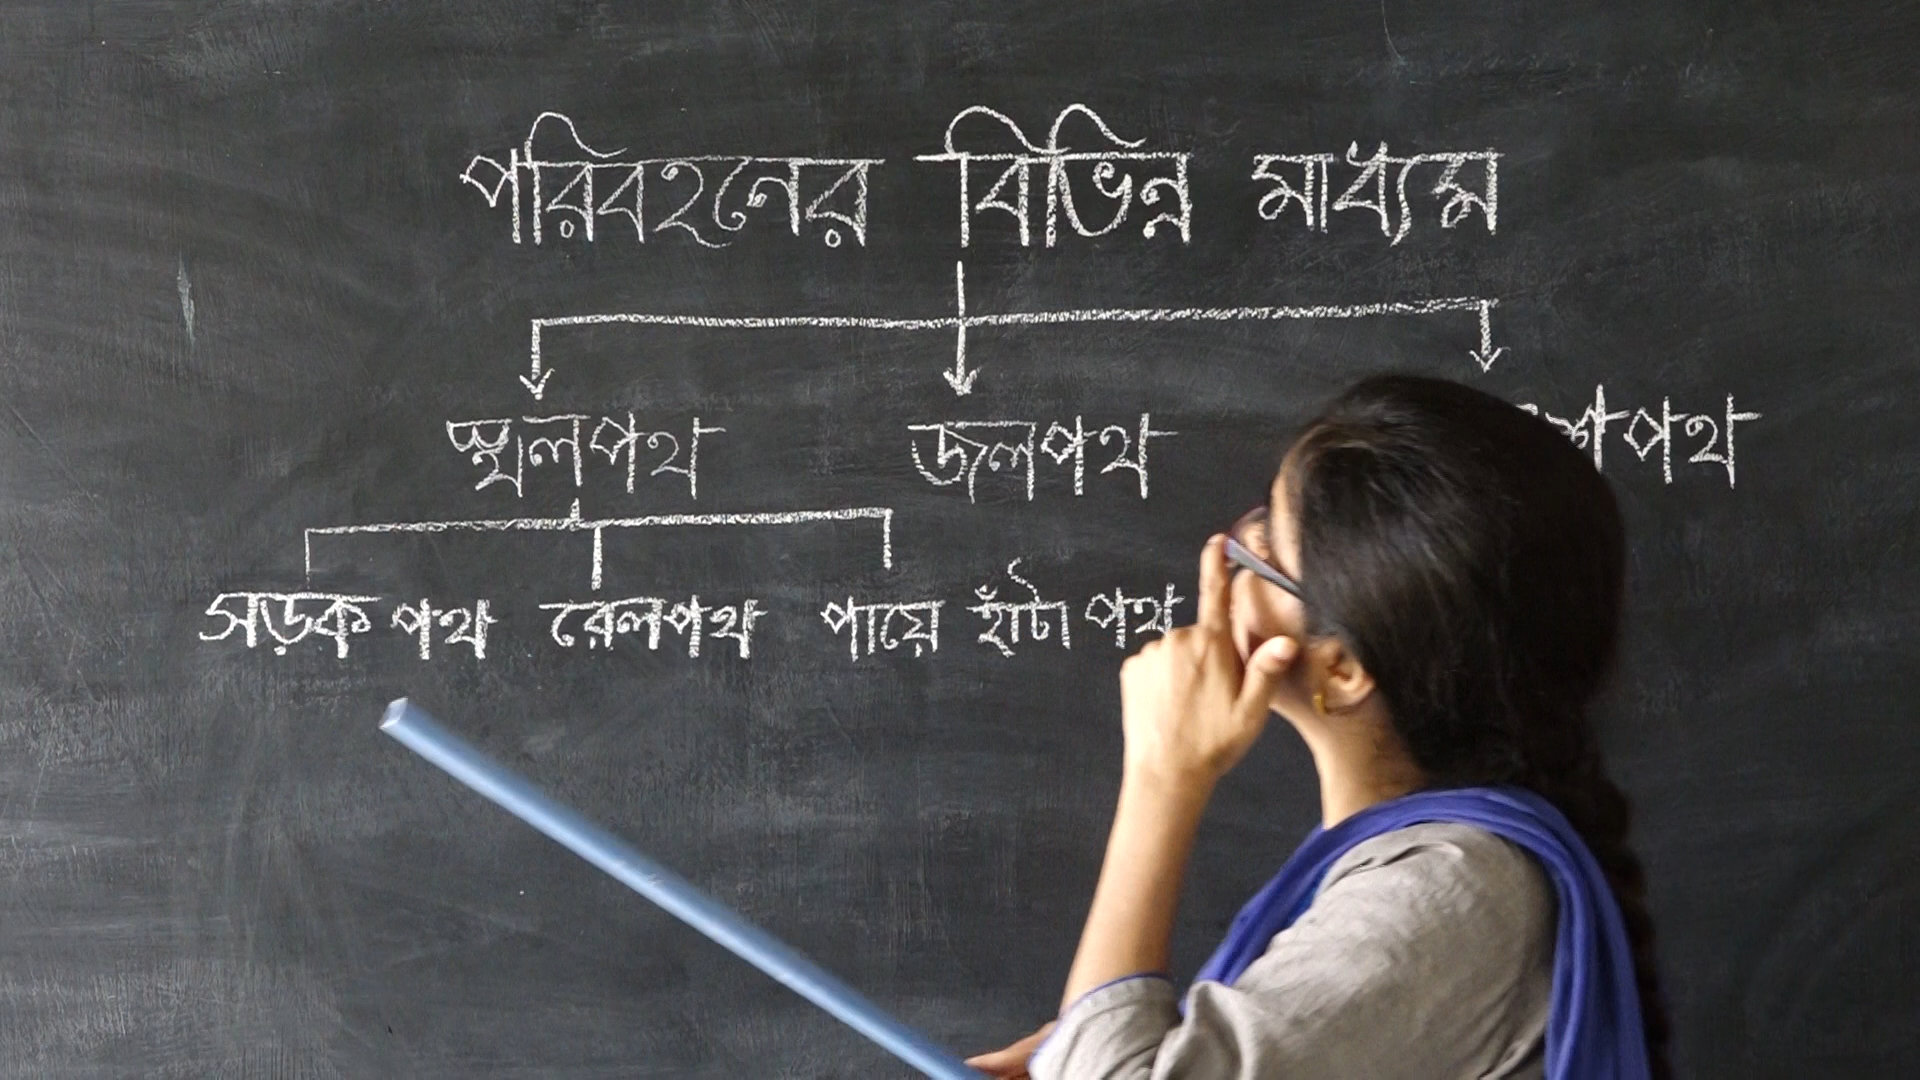 পরিবহনের বিভিন্ন মাধ্যম
স্থলপথ জলপথ
সড়ক পথ রেলপথ পায়ে হাঁটা পথ